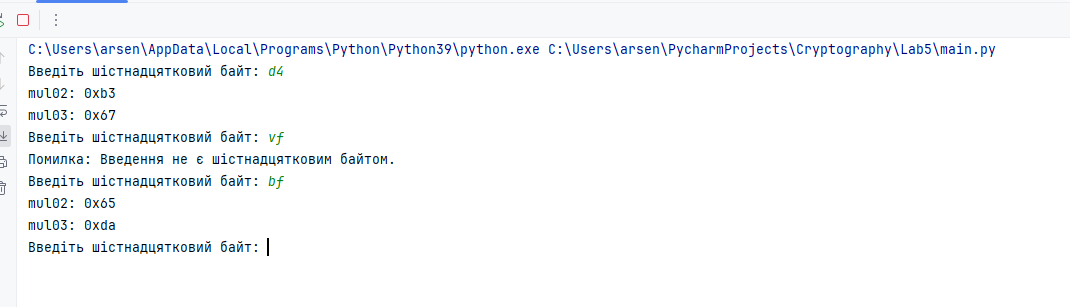 C:\Users\arsen\AppData\Local\Programs\Python\Python39\python.exe C:\Users\arsen\PycharmProjects\Cryptography\Lab5\main.py
Введіть шістнадцятковий байт: d4
mul02: 0xb3
mul03: 0x67
Введіть шістнадцятковий байт: vf
Помилка: Введення не є шістнадцятковим байтом.
Введіть шістнадцятковий байт: bf
mul02: 0x65
mul03: 0xda
Введіть шістнадцятковий байт: